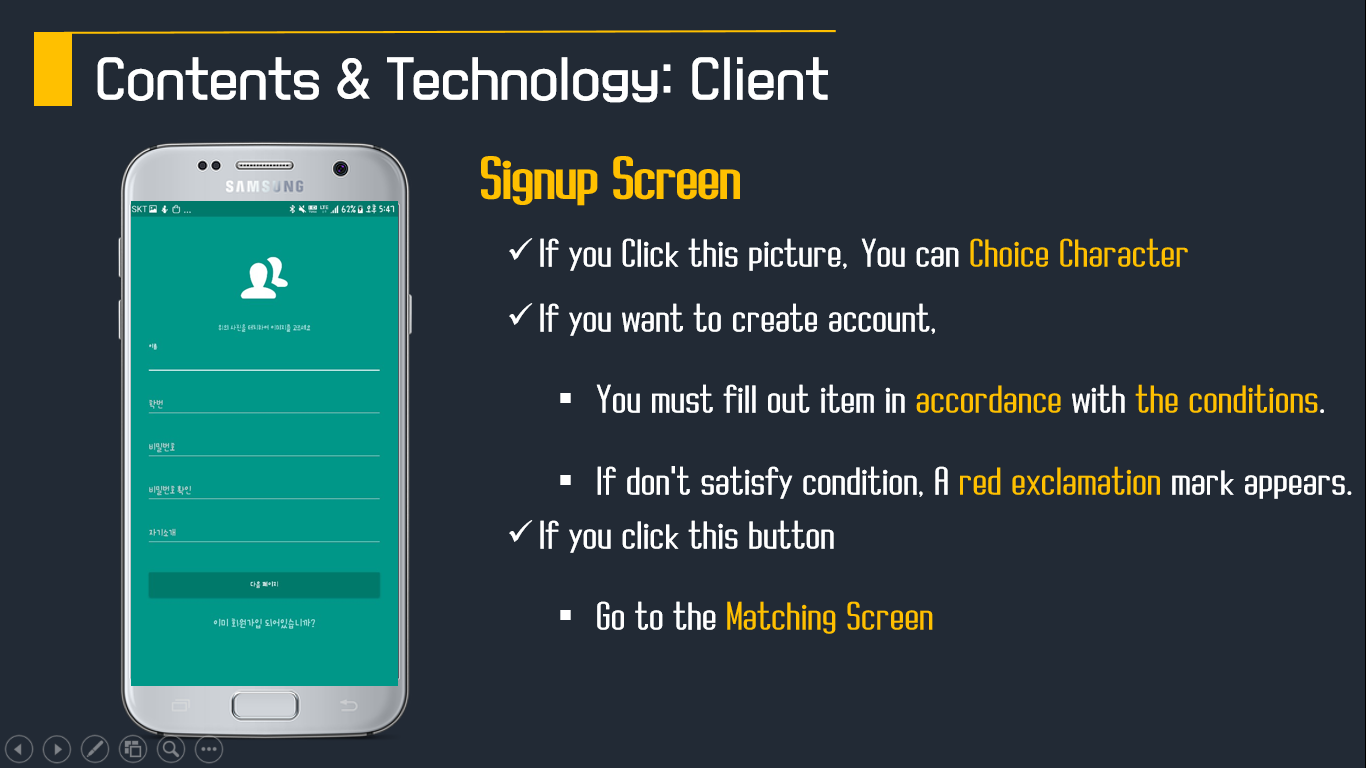 Contents & Technology: Client
SAMSUNG
SKT ... 62% 오후 5:47
위의 사진을 터치하여 이미지를 고르세요
이름
학번
비밀번호
비밀번호 확인
자기소개
다음 페이지
이미 회원가입 되어있습니까?
Signup Screen
✓ If you Click this picture, You can Choice Character
✓ If you want to create account,
▪ You must fill out item in accordance with the conditions.
▪ If don't satisfy condition, A red exclamation mark appears.
✓ If you click this button
▪ Go to the Matching Screen